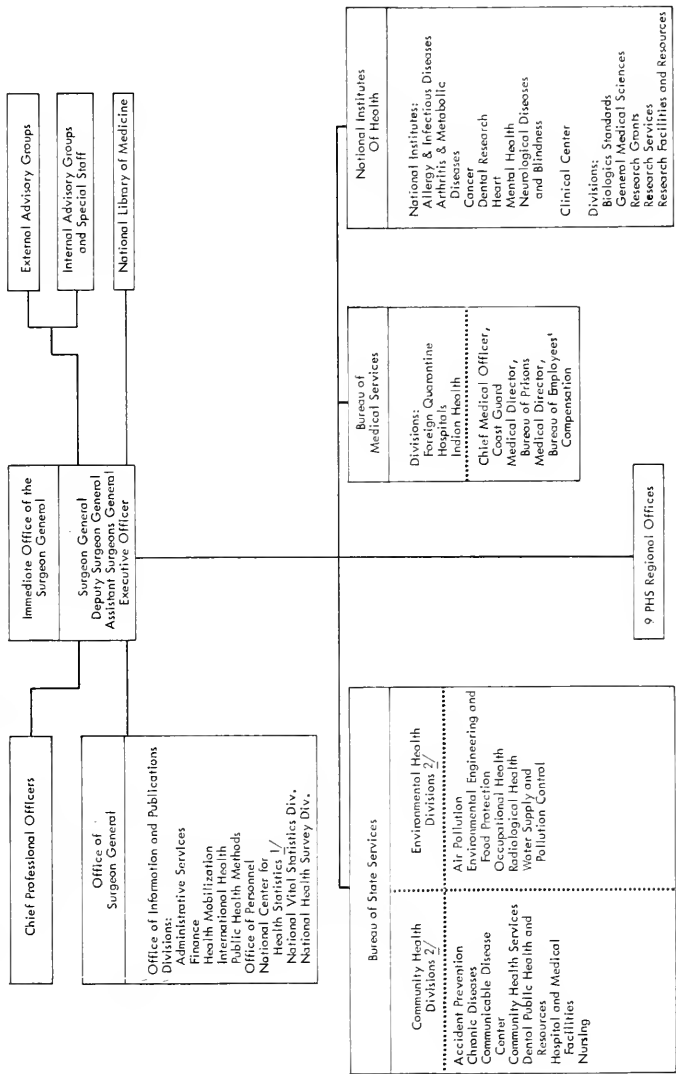 Immediate Office of the
Surgeon General
Surgeon General
Deputy Surgeon General
Assistant Surgeons General
Executive Officer
Chief Professional Officers
External Advisory Groups
Internal Advisory Groups
and Special Staff
National Library of Medicine
Office of
Surgeon General
Office of Information and Publications
Divisions:
Administrative Services
Finance
Health Mobilization
International Health
Public Health Methods
Office of Personnel
National Center for
Health Statistics 1/
National Vital Statistics Div.
National Health Survey Div.
Bureau of State Services
Community Health
Divisions 2/
Accident Prevention
Chronic Diseases
Communicable Disease
Center
Community Health Services
Dental Public Health and
Resources
Hospital and Medical
Facilities
Nursing
Environmental Health
Divisions 2/
Air Pollution
Environmental Engineering and
Food Protection
Occupational Health
Radiological Health
Water Supply and
Pollution Control
Bureau of
Medical Services
Divisions:
Foreign Quarantine
Hospitals
Indian Health
Chief Medical Officer,
Coast Guard
Medical Director,
Bureau of Prisons
Medical Director,
Bureau of Employees'
Compensation
National Institutes
Of Health
National Institutes:
Allergy & Infectious Diseases
Arthritis & Metabolic
Diseases
Cancer
Dental Research
Heart
Mental Health
Neurological Diseases
and Blindness
Clinical Center
Divisions:
Biologics Standards
General Medical Sciences
Research Grants
Research Services
Research Facilities and Resources
9 PHS Regional Offices